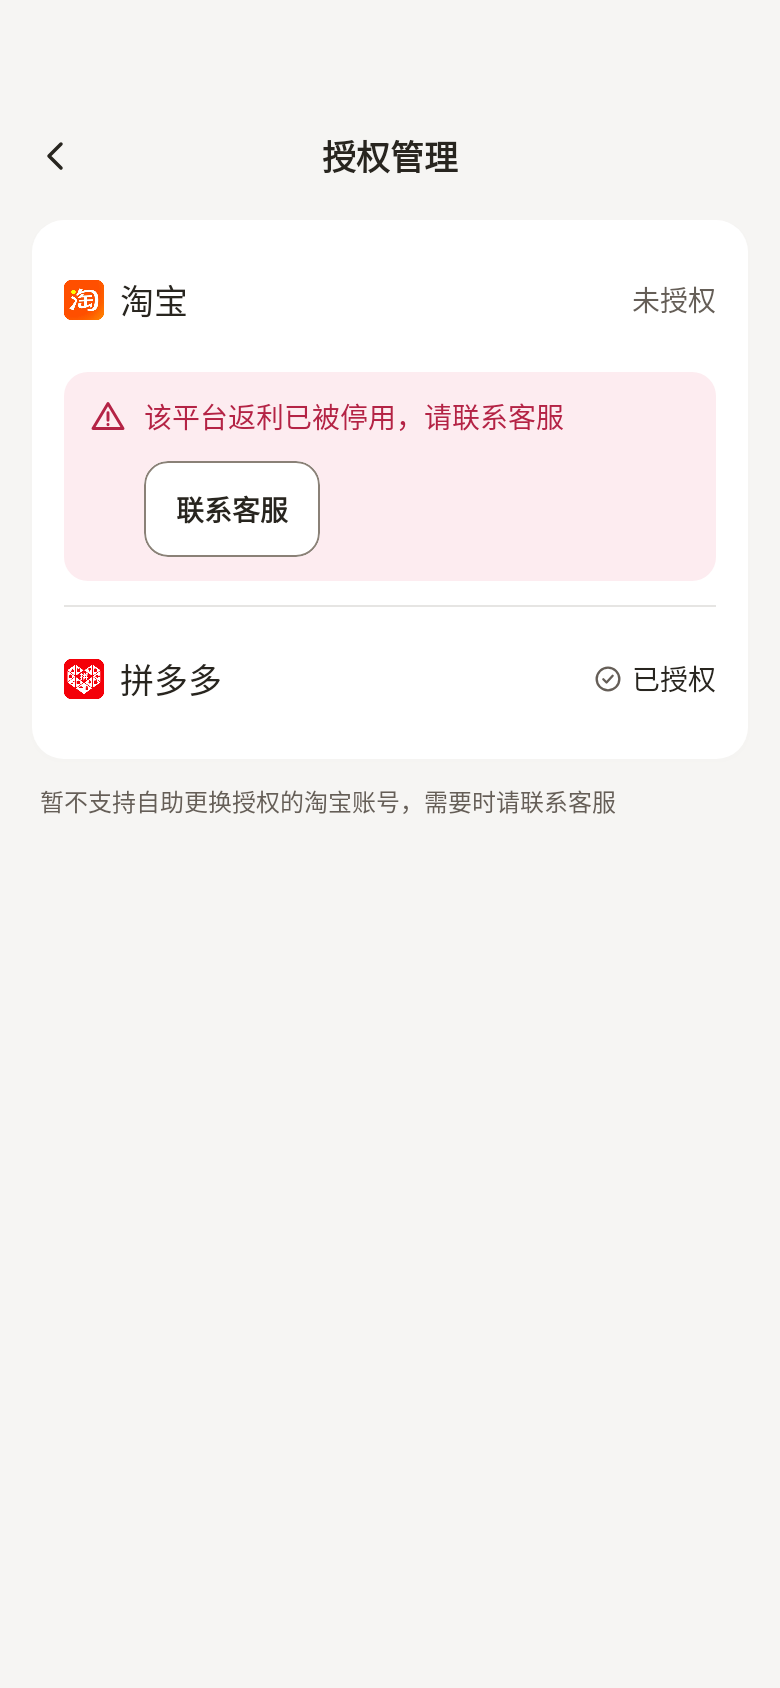 授权管理
淘 淘宝 未授权
该平台返利已被停用，请联系客服
联系客服
拼多多 已授权
暂不支持自助更换授权的淘宝账号，需要时请联系客服